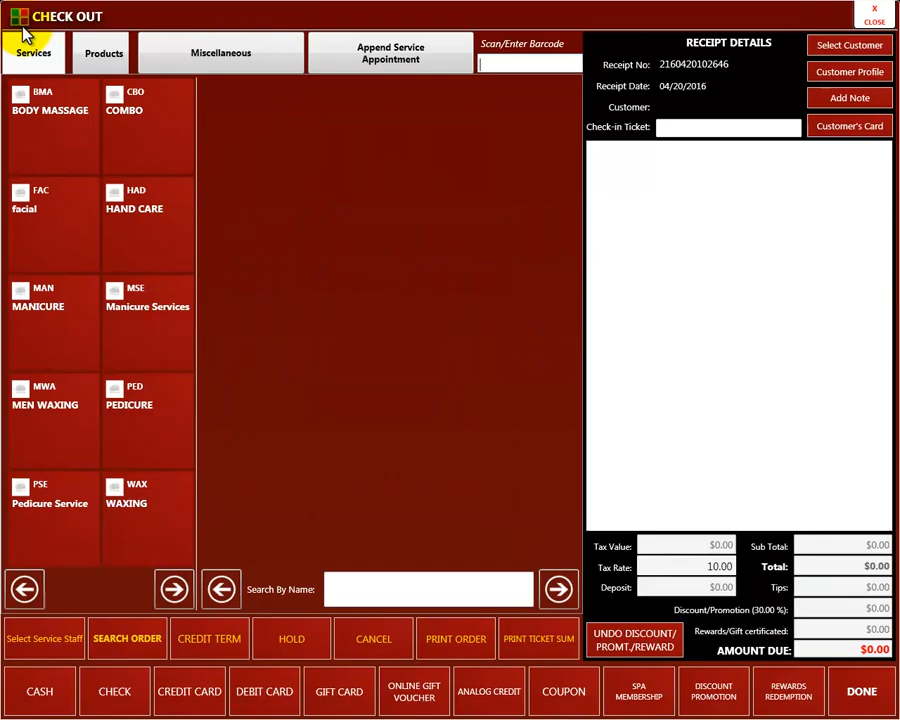 CHECK OUT
X
CLOSE
Services
Products
Miscellaneous
Append Service
Appointment
Scan/Enter Barcode
RECEIPT DETAILS
Receipt No: 2160420102646
Receipt Date: 04/20/2016
Customer:
Check-in Ticket:
Select Customer
Customer Profile
Add Note
Customer's Card
BMA
BODY MASSAGE
CBO
COMBO
FAC
facial
HAD
HAND CARE
MAN
MANICURE
MSE
Manicure Services
MWA
MEN WAXING
PED
PEDICURE
PSE
Pedicure Service
WAX
WAXING
Search By Name:
Tax Value: $0.00
Sub Total: $0.00
Tax Rate: 10.00
Total: $0.00
Deposit: $0.00
Tips: $0.00
Discount/Promotion (30.00 %): $0.00
Rewards/Gift certificated: $0.00
UNDO DISCOUNT/
PROMT./REWARD
AMOUNT DUE: $0.00
Select Service Staff
SEARCH ORDER
CREDIT TERM
HOLD
CANCEL
PRINT ORDER
PRINT TICKET SUM
CASH
CHECK
CREDIT CARD
DEBIT CARD
GIFT CARD
ONLINE GIFT
VOUCHER
ANALOG CREDIT
COUPON
SPA
MEMBERSHIP
DISCOUNT
PROMOTION
REWARDS
REDEMPTION
DONE